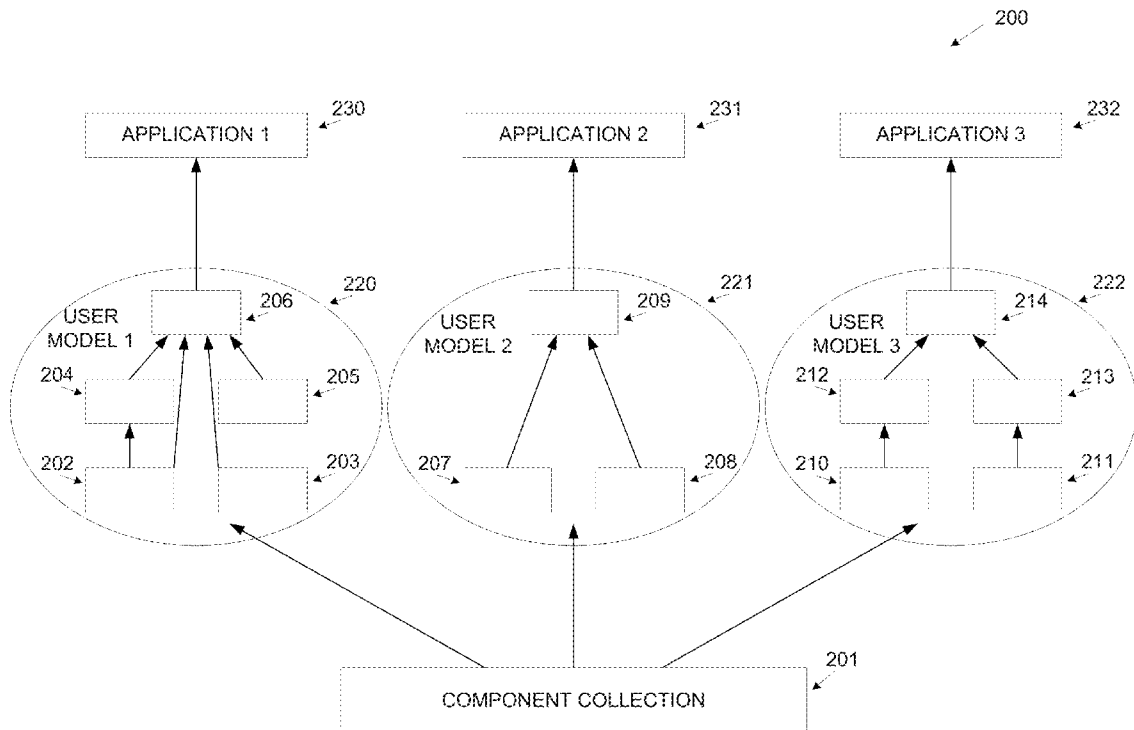 200
230
231
232
APPLICATION 1
APPLICATION 2
APPLICATION 3
220
221
222
206
209
214
USER
MODEL 1
USER
MODEL 2
USER
MODEL 3
204
205
212
213
202
203
207
208
210
211
201
COMPONENT COLLECTION